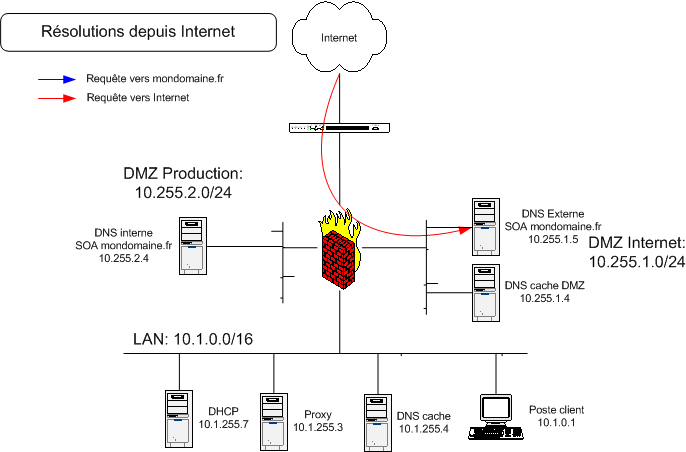 Résolutions depuis Internet
Internet
Requête vers mondomaine.fr
Requête vers Internet
DMZ Production:
10.255.2.0/24
DNS interne
SOA mondomaine.fr
10.255.2.4
DNS Externe
SOA mondomaine.fr
10.255.1.5
DMZ Internet:
10.255.1.0/24
DNS cache DMZ
10.255.1.4
LAN: 10.1.0.0/16
DHCP
10.1.255.7
Proxy
10.1.255.3
DNS cache
10.1.255.4
Poste client
10.1.0.1